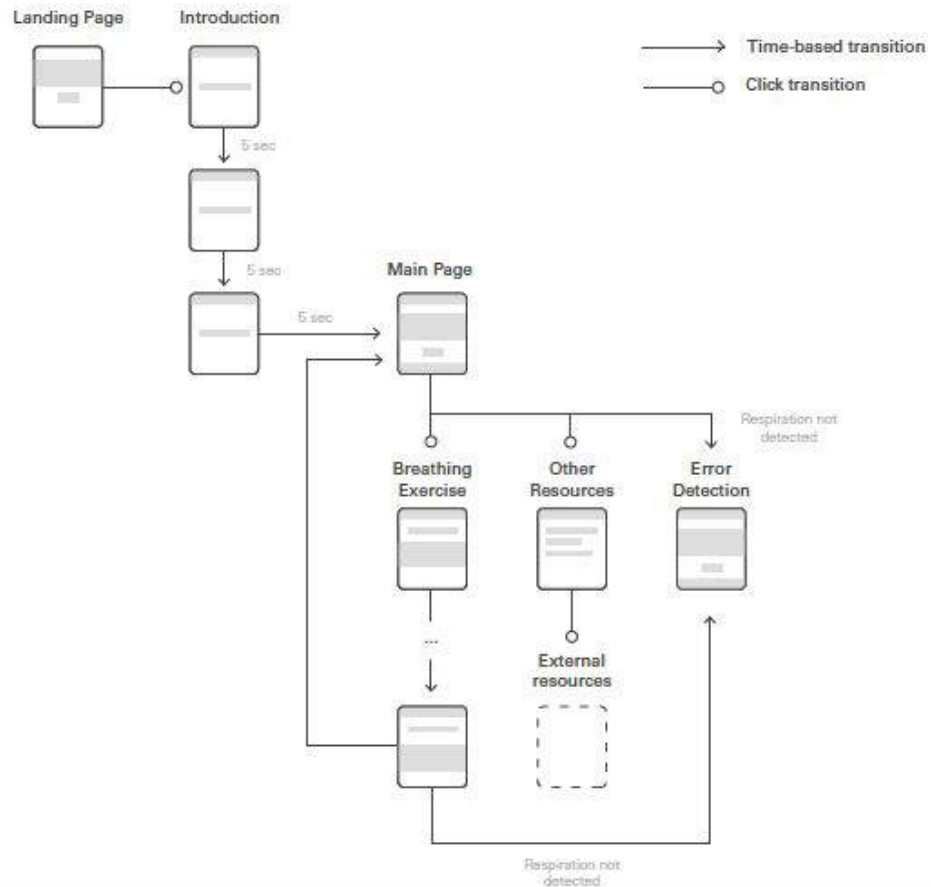 Landing Page
Introduction
Time-based transition
Click transition
5 sec
5 sec
Main Page
5 sec
Respiration not
detected
Breathing
Exercise
Other
Resources
Error
Detection
...
External
resources
Respiration not
detected